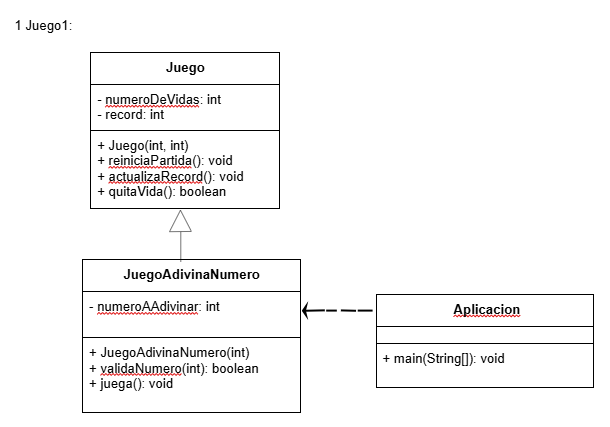 1 Juego1:
Juego
- numeroDeVidas: int
- record: int
+ Juego(int, int)
+ reiniciaPartida(): void
+ actualizaRecord(): void
+ quitaVida(): boolean
JuegoAdivinaNumero
- numeroAAdivinar: int
+ JuegoAdivinaNumero(int)
+ validaNumero(int): boolean
+ juega(): void
Aplicacion
+ main(String[]): void